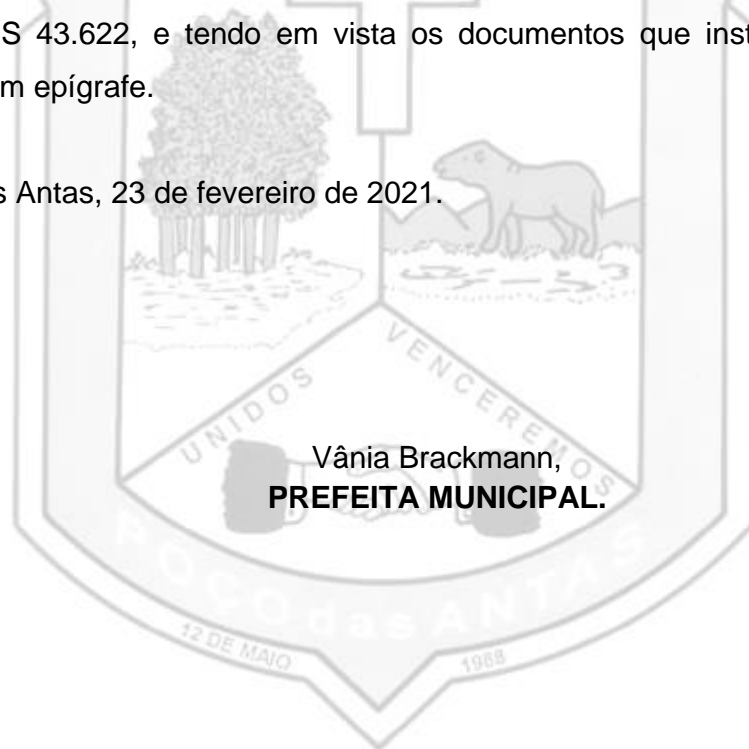 S 43.622, e tendo em vista os documentos que inst
m epígrafe.
s Antas, 23 de fevereiro de 2021.
UNIDOS VENCEREMOS
Vânia Brackmann,
PREFEITA MUNICIPAL.
POÇO das ANTAS
12 DE MAIO 1988